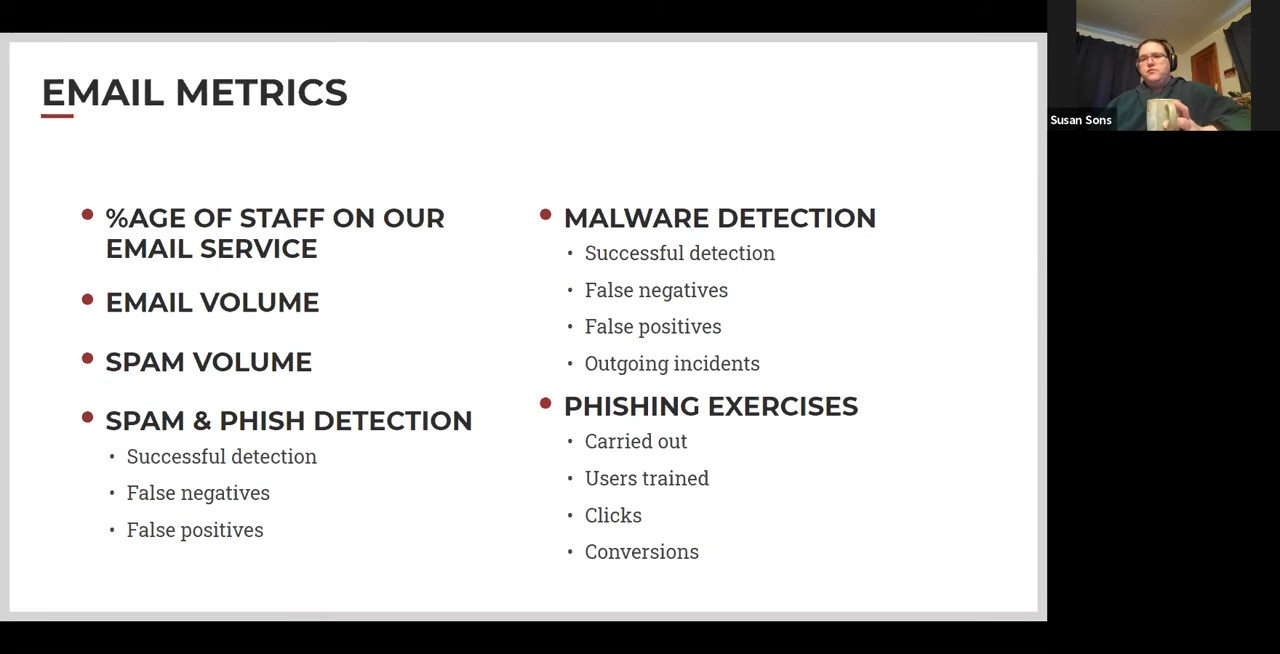 EMAIL METRICS
%AGE OF STAFF ON OUR
EMAIL SERVICE
EMAIL VOLUME
SPAM VOLUME
SPAM & PHISH DETECTION
Successful detection
False negatives
False positives
MALWARE DETECTION
Successful detection
False negatives
False positives
Outgoing incidents
PHISHING EXERCISES
Carried out
Users trained
Clicks
Conversions
Susan Sons